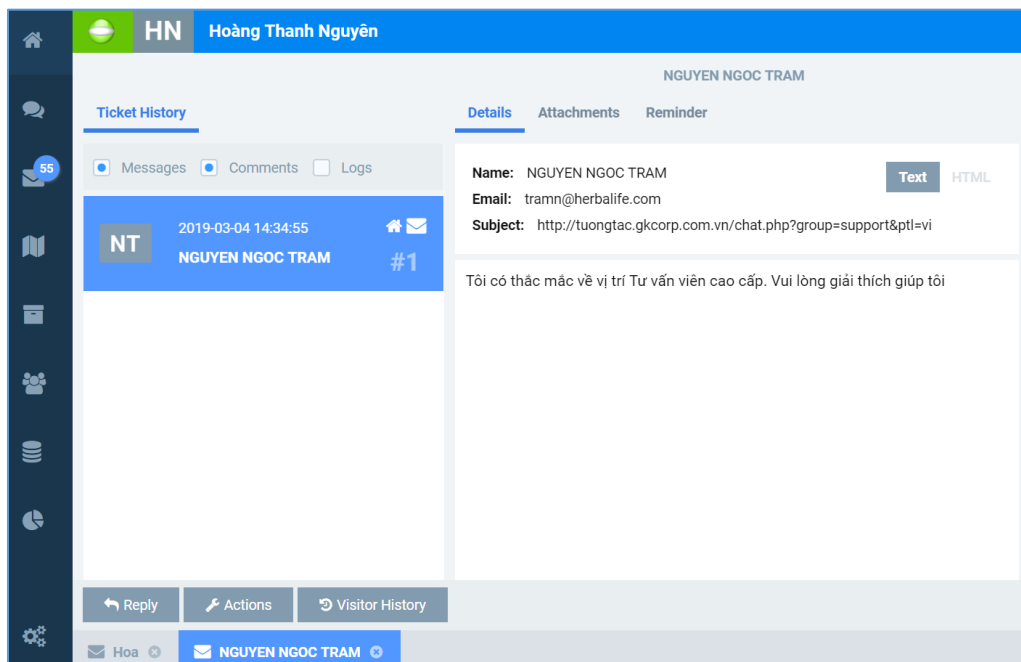 HN Hoàng Thanh Nguyên
NGUYEN NGOC TRAM
Ticket History
Details Attachments Reminder
55
Messages Comments Logs
Name: NGUYEN NGOC TRAM
Text HTML
Email: tramn@herbalife.com
Subject: http://tuongtac.gkcorp.com.vn/chat.php?group=support&ptl=vi
NT
2019-03-04 14:34:55
NGUYEN NGOC TRAM
#1
Tôi có thắc mắc về vị trí Tư vấn viên cao cấp. Vui lòng giải thích giúp tôi
Reply Actions Visitor History
Hoa NGUYEN NGOC TRAM